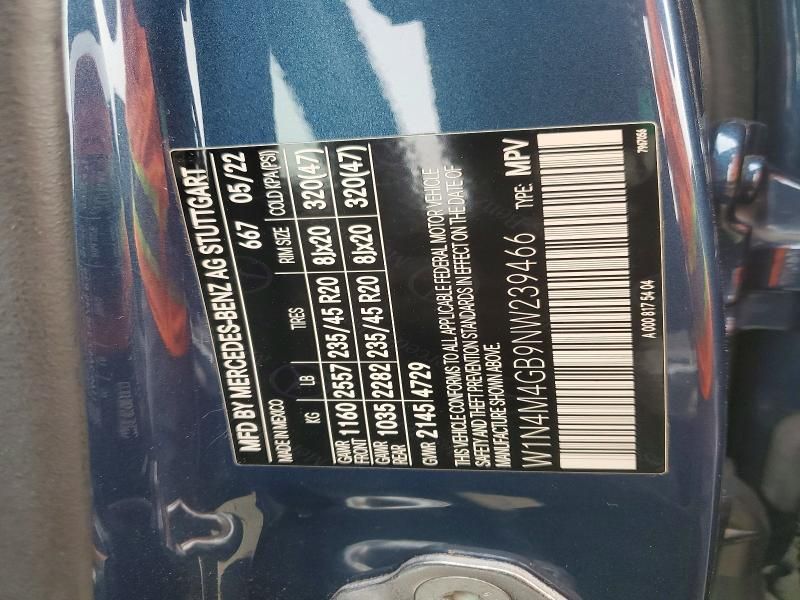 MFD BY MERCEDES-BENZ AG STUTTGART
MADE IN MEXICO 667 05/22
KG LB TIRES RIM SIZE COLD KPA(PSI)
GAWR FRONT 1160 2557 235/45 R20 8Jx20 320(47)
GAWR REAR 1035 2282 235/45 R20 8Jx20 320(47)
GVWR 2145 4729
THIS VEHICLE CONFORMS TO ALL APPLICABLE FEDERAL MOTOR VEHICLE
SAFETY AND THEFT PREVENTION STANDARDS IN EFFECT ON THE DATE OF
MANUFACTURE SHOWN ABOVE.
W1N4M4GB9NW239466 TYPE: MPV
A 000 817 54 04 7967056